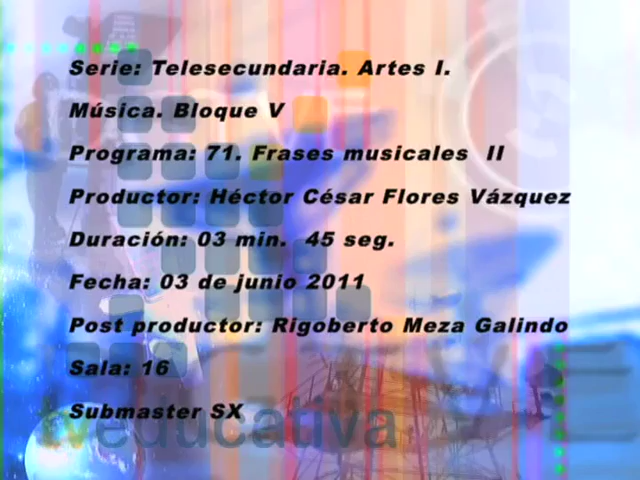 Serie: Telesecundaria. Artes I.
Música. Bloque V
Programa: 71. Frases musicales II
Productor: Héctor César Flores Vázquez
Duración: 03 min. 45 seg.
Fecha: 03 de junio 2011
Post productor: Rigoberto Meza Galindo
Sala: 16
Submaster SX
tveducativa